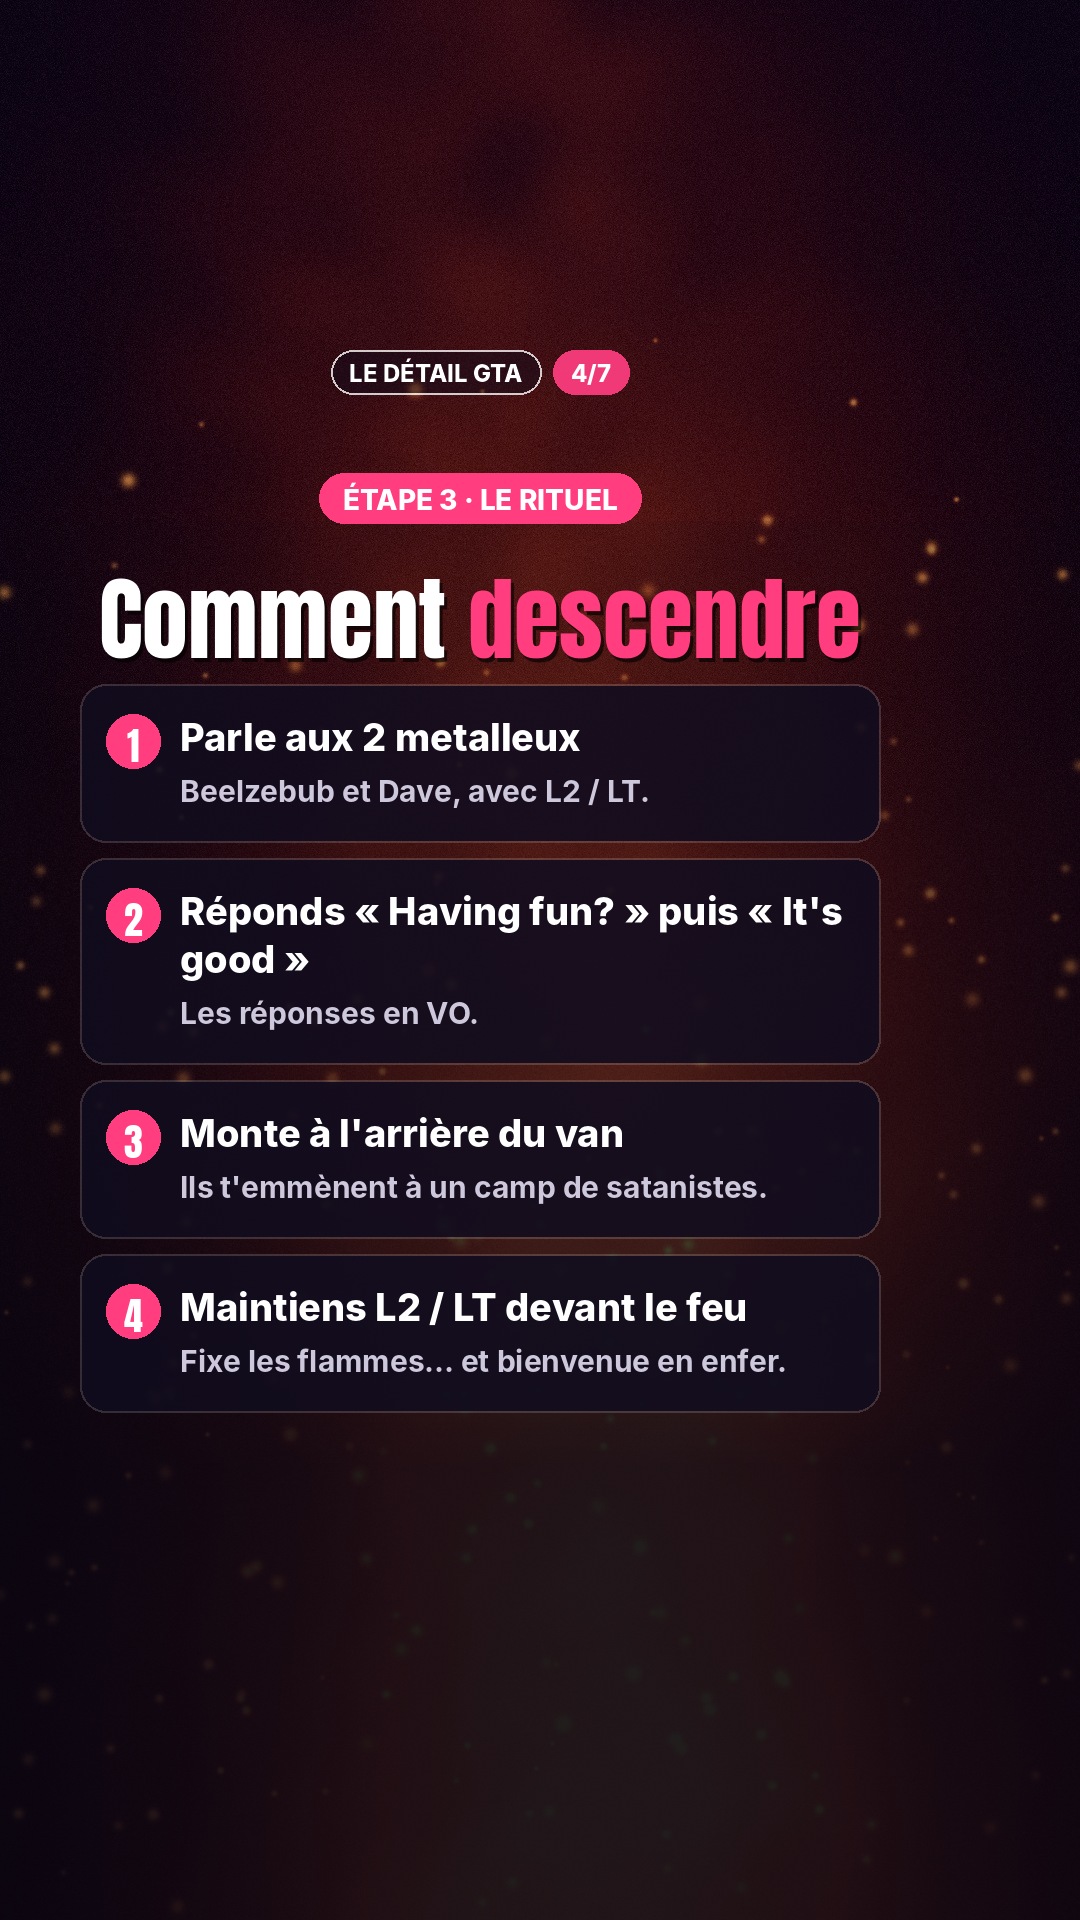 LE DÉTAIL GTA 4/7
ÉTAPE 3 · LE RITUEL
Comment descendre
1 Parle aux 2 metalleux
Beelzebub et Dave, avec L2 / LT.
2 Réponds « Having fun? » puis « It's
good »
Les réponses en VO.
3 Monte à l'arrière du van
Ils t'emmènent à un camp de satanistes.
4 Maintiens L2 / LT devant le feu
Fixe les flammes... et bienvenue en enfer.